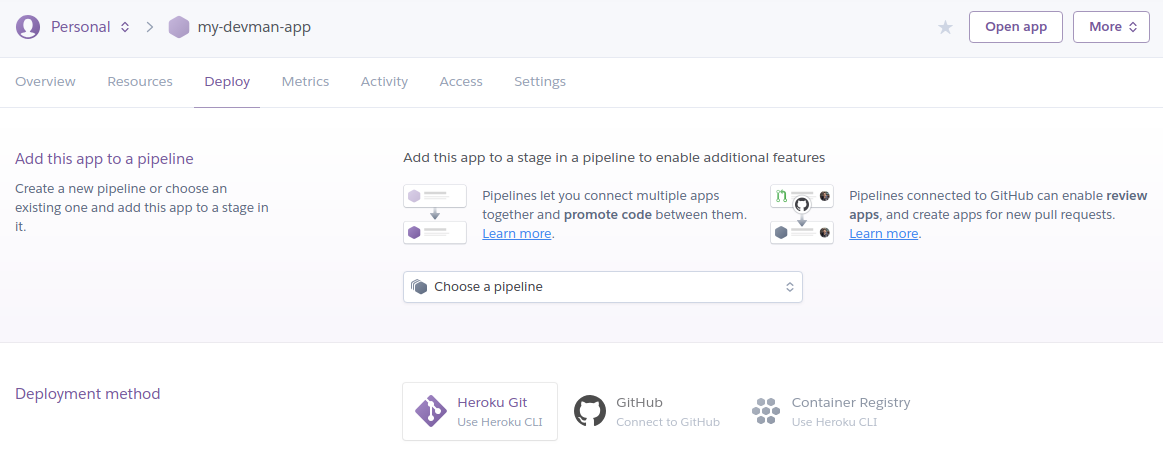 Personal my-devman-app Open app More
Overview Resources Deploy Metrics Activity Access Settings
Add this app to a pipeline
Create a new pipeline or choose an
existing one and add this app to a stage in
it.
Add this app to a stage in a pipeline to enable additional features
Pipelines let you connect multiple apps
together and promote code between them.
Learn more.
Pipelines connected to GitHub can enable review
apps, and create apps for new pull requests.
Learn more.
Choose a pipeline
Deployment method
Heroku Git
Use Heroku CLI
GitHub
Connect to GitHub
Container Registry
Use Heroku CLI